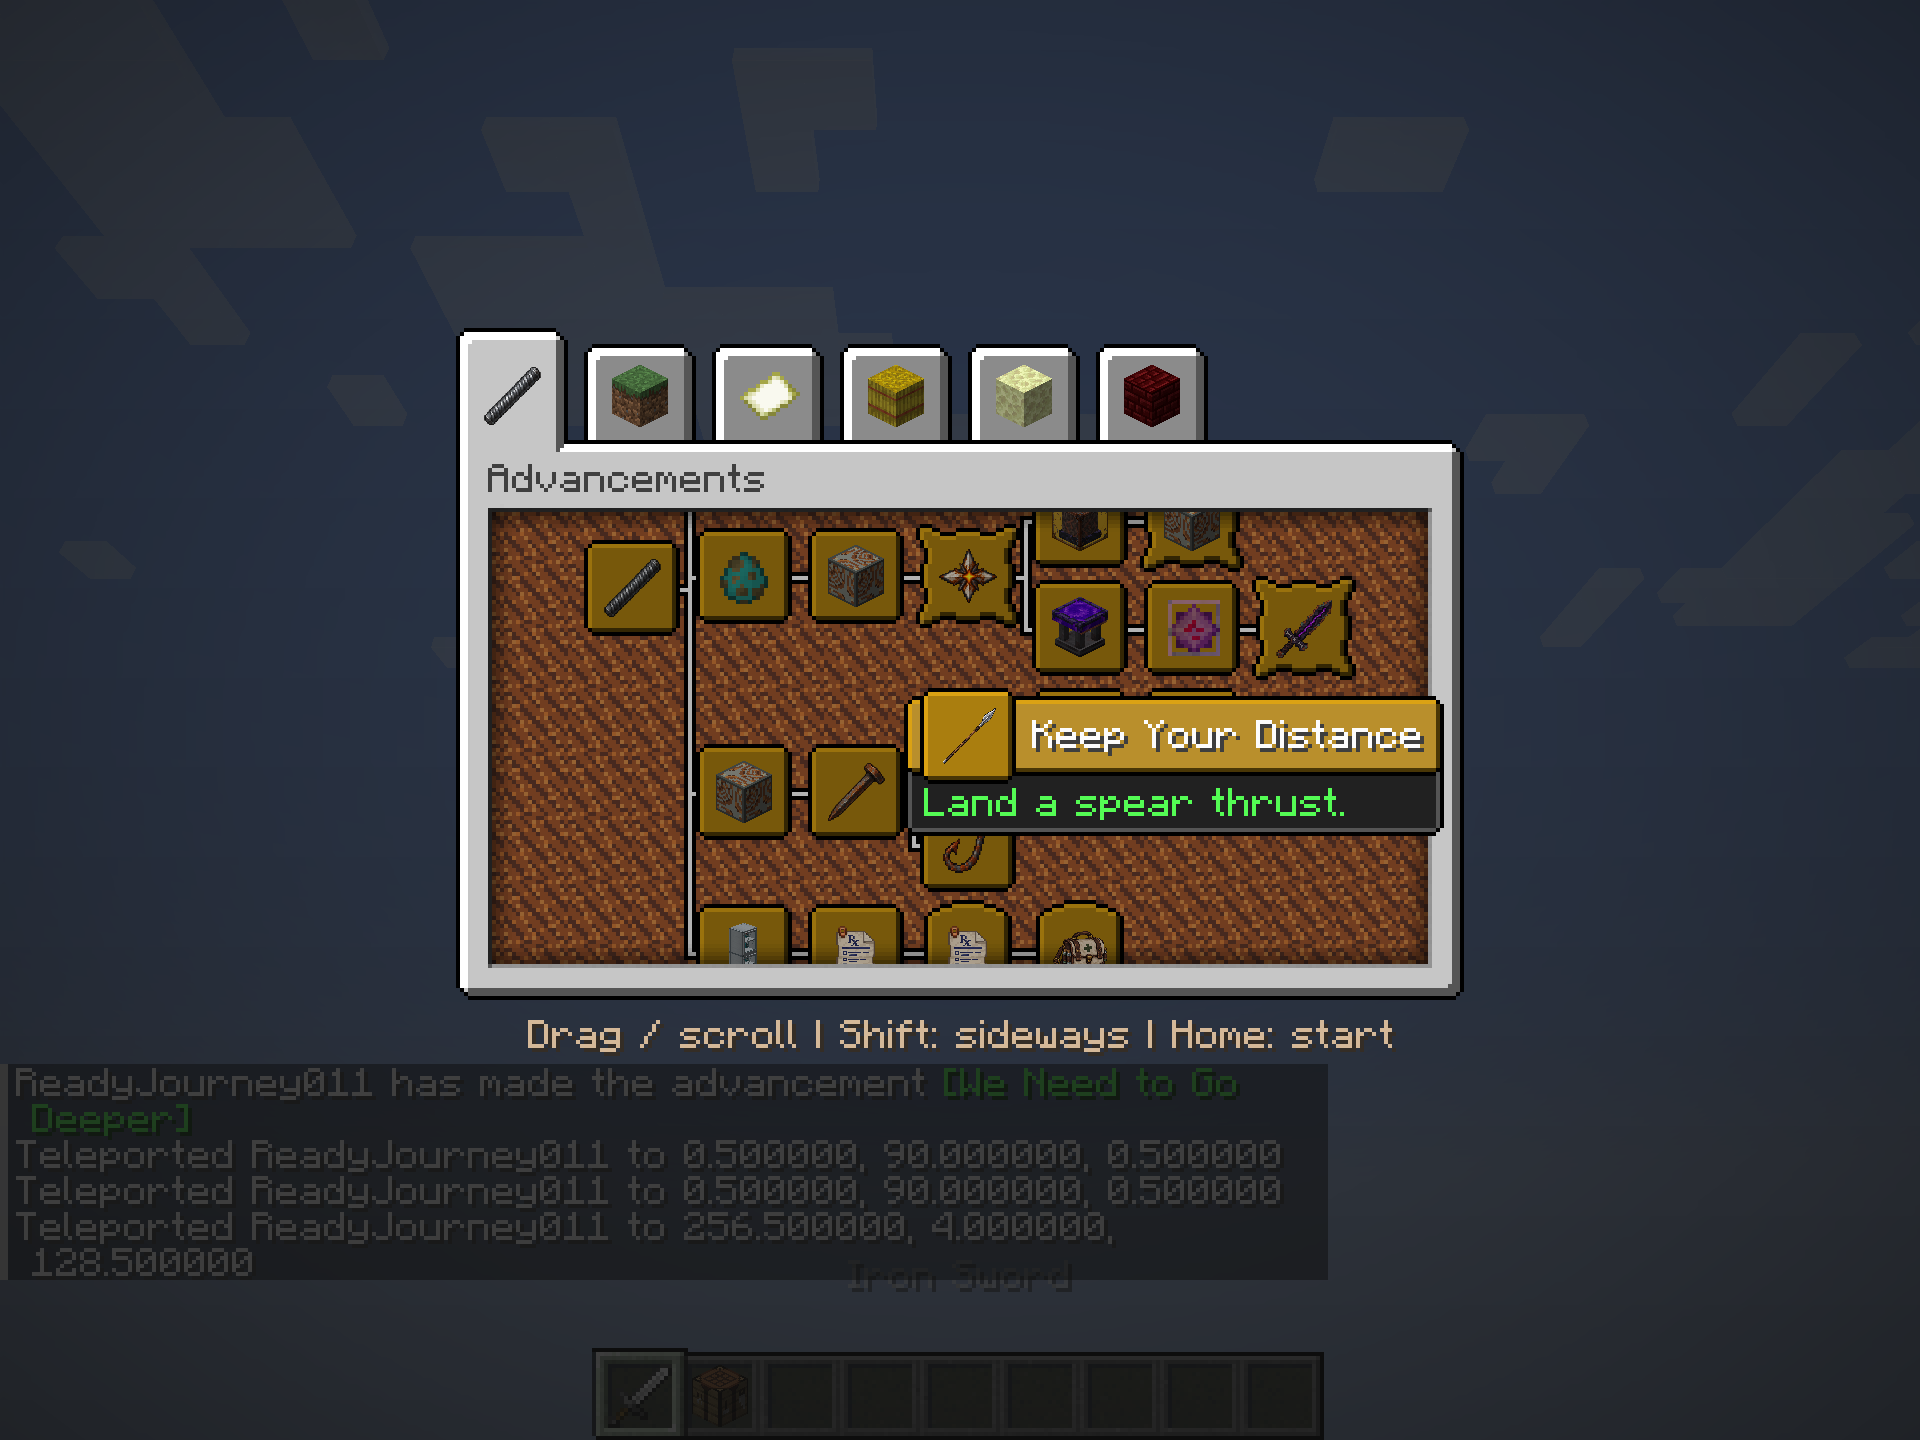 Advancements
Keep Your Distance
Land a spear thrust.
Drag / scroll | Shift: sideways | Home: start
ReadyJourney011 has made the advancement [We Need to Go
Deeper]
Teleported ReadyJourney011 to 0.500000, 90.000000, 0.500000
Teleported ReadyJourney011 to 0.500000, 90.000000, 0.500000
Teleported ReadyJourney011 to 256.500000, 4.000000,
128.500000
Iron Sword